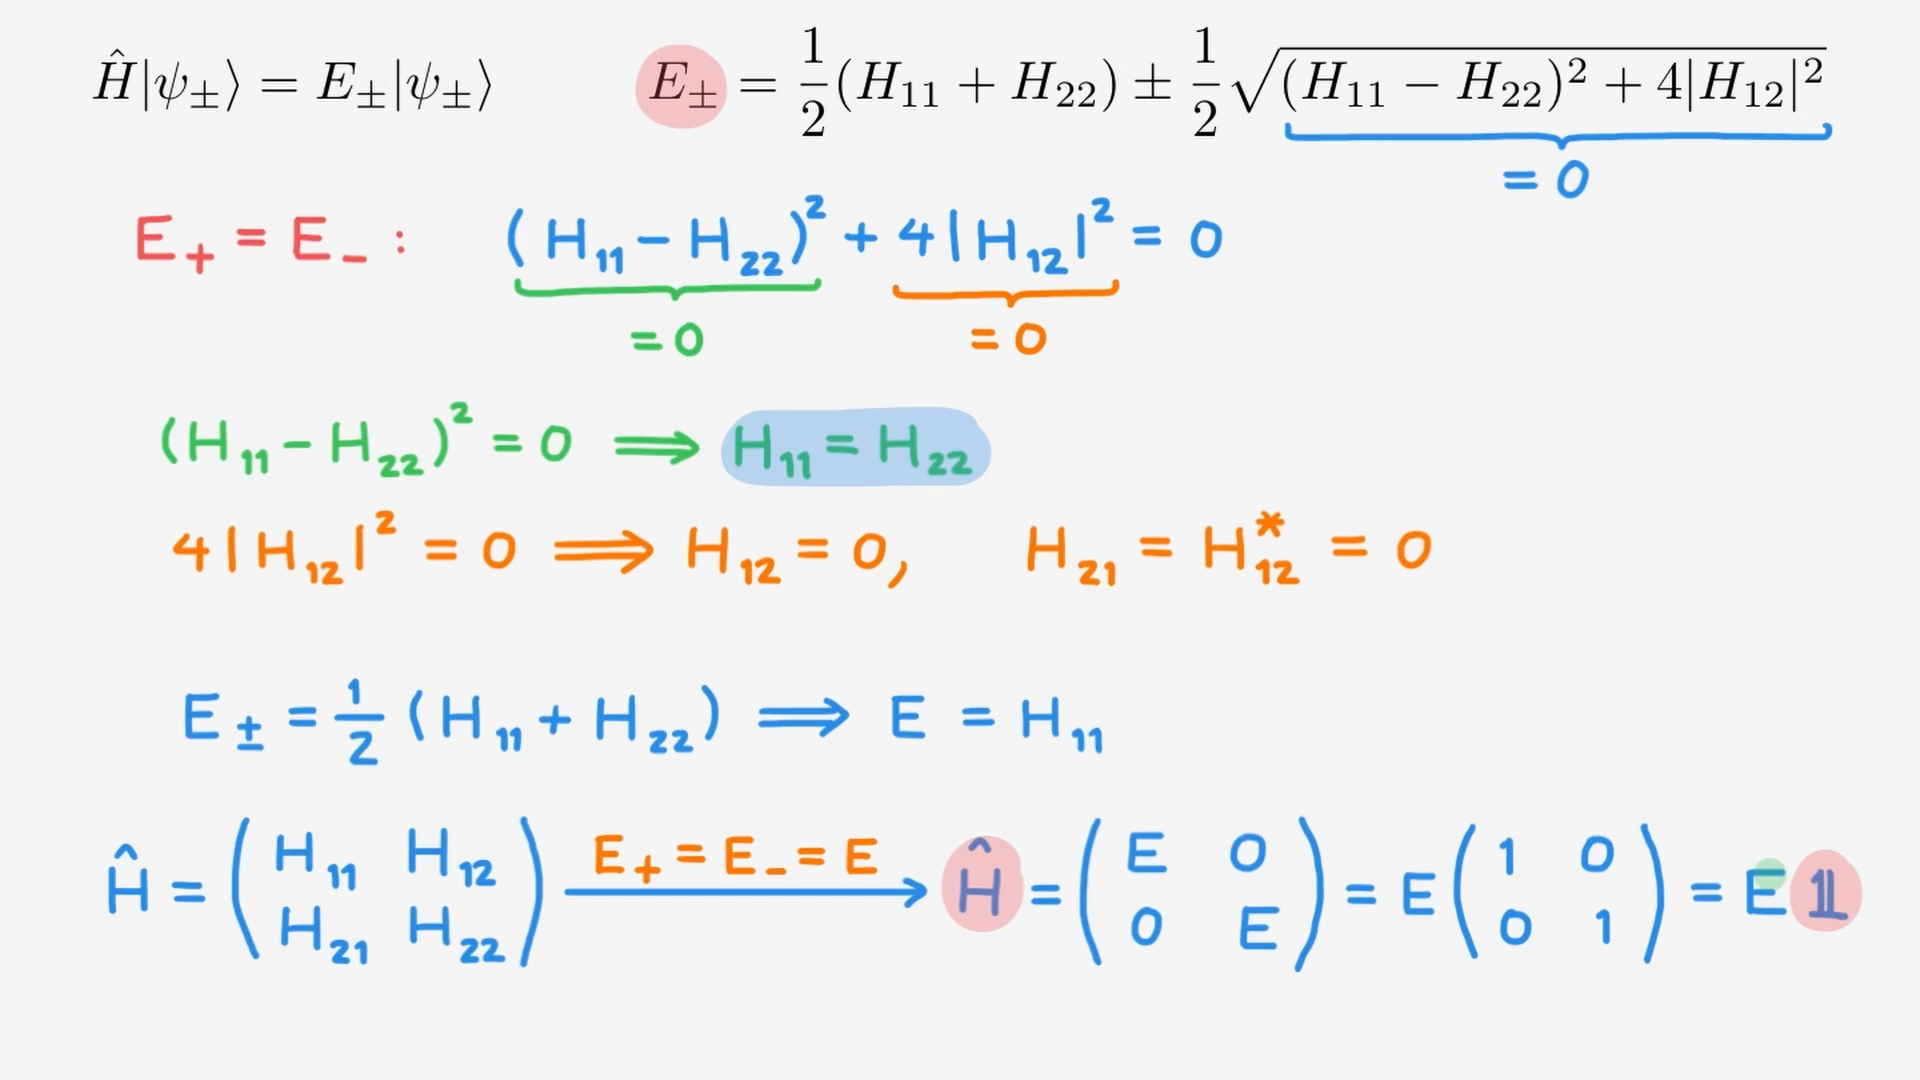 Ĥ|ψ±⟩ = E±|ψ±⟩    E± = 1/2 (H₁₁ + H₂₂) ± 1/2 √((H₁₁ − H₂₂)² + 4|H₁₂|²)
= 0
E₊ = E₋ :    (H₁₁ − H₂₂)² + 4|H₁₂|² = 0
= 0    = 0
(H₁₁ − H₂₂)² = 0 ⟹ H₁₁ = H₂₂
4|H₁₂|² = 0 ⟹ H₁₂ = 0,    H₂₁ = H₁₂* = 0
E± = 1/2 (H₁₁ + H₂₂) ⟹ E = H₁₁
Ĥ = (H₁₁ H₁₂; H₂₁ H₂₂)    E₊ = E₋ = E →    Ĥ = (E 0; 0 E) = E (1 0; 0 1) = E 𝟙